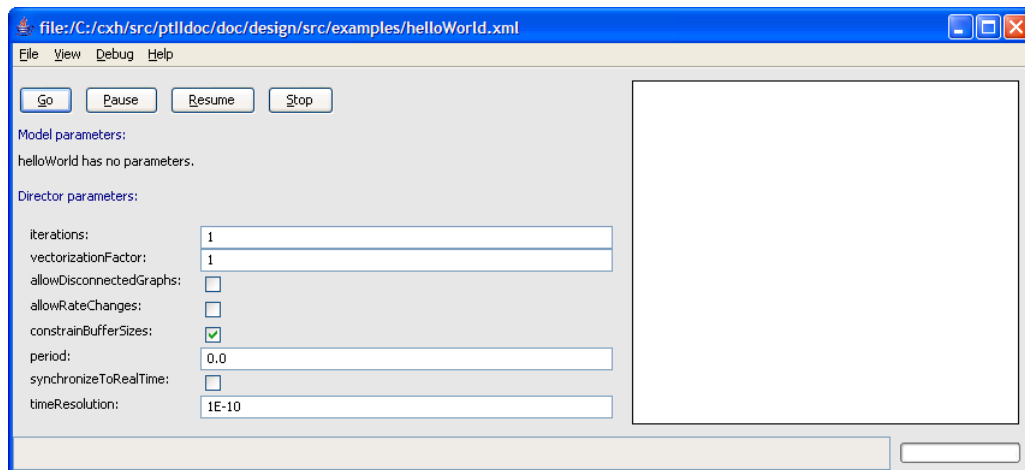 file:/C:/cxh/src/ptIIdoc/doc/design/src/examples/helloWorld.xml
File View Debug Help
Go Pause Resume Stop
Model parameters:
helloWorld has no parameters.
Director parameters:
iterations: 1
vectorizationFactor: 1
allowDisconnectedGraphs:
allowRateChanges:
constrainBufferSizes:
period: 0.0
synchronizeToRealTime:
timeResolution: 1E-10